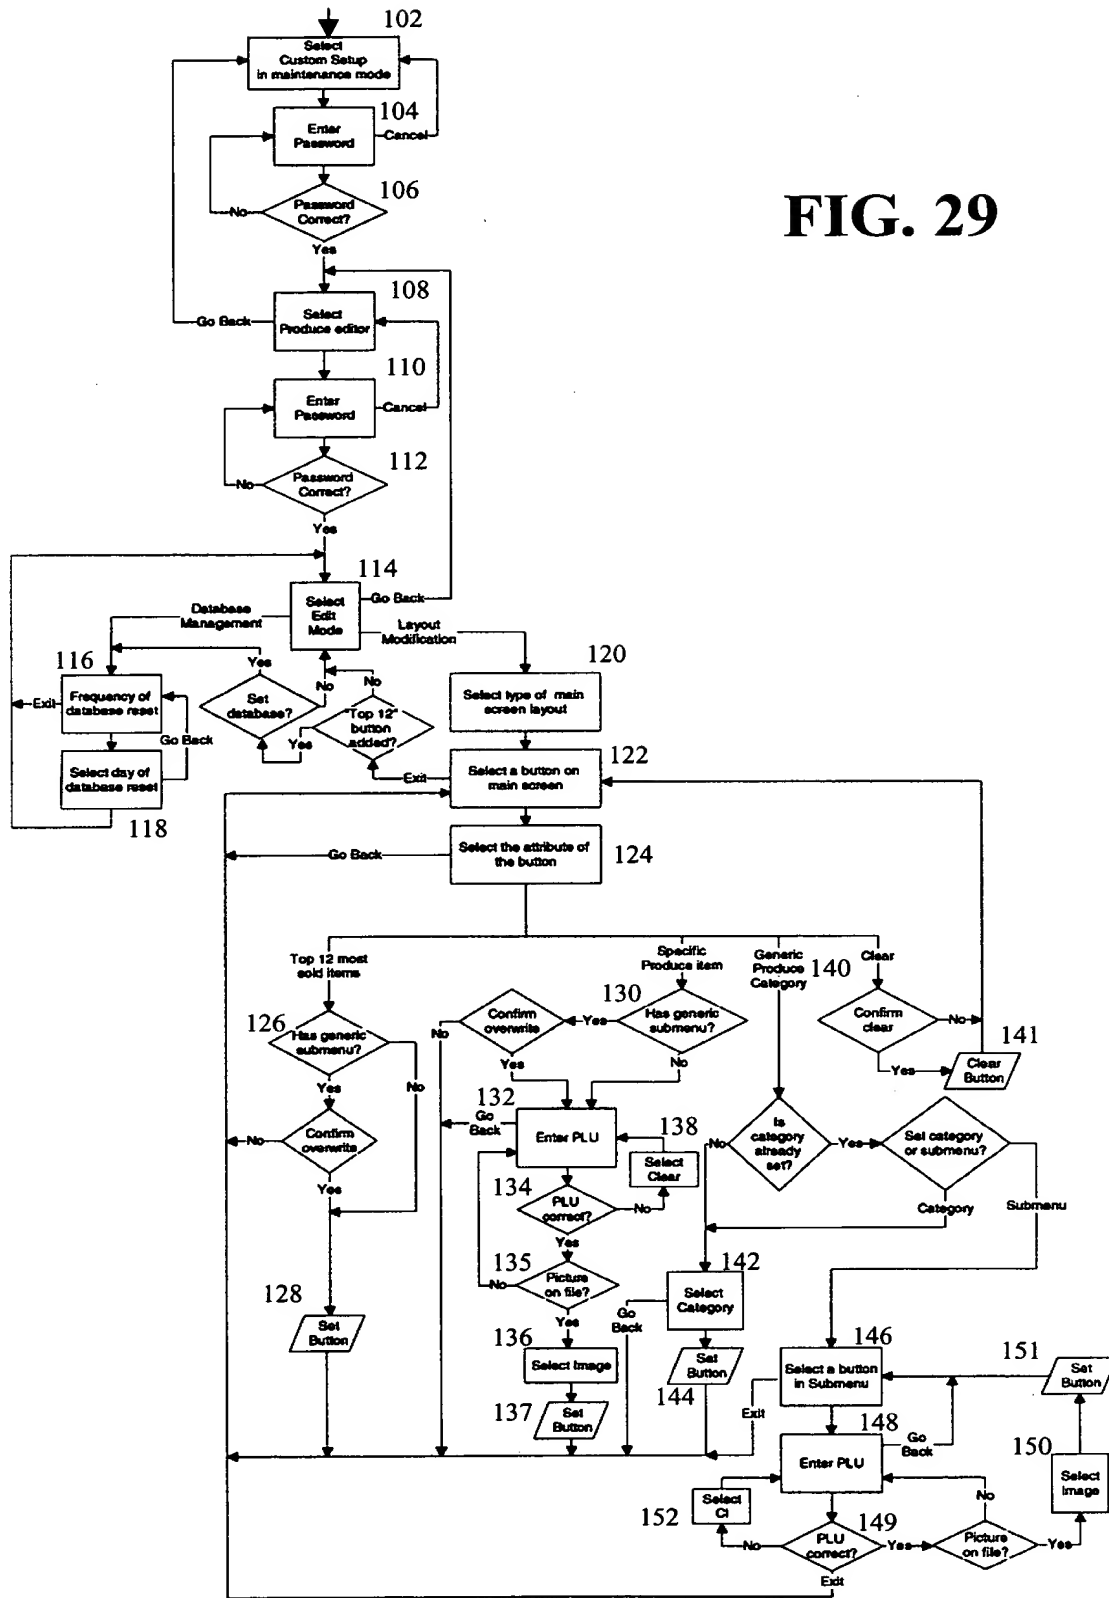 102
Select
Custom Setup
in maintenance mode
104
Enter
Password
Cancel
106
Password
Correct?
No
Yes
FIG. 29
108
Select
Produce editor
Go Back
110
Enter
Password
Cancel
112
Password
Correct?
No
Yes
114
Select
Edit
Mode
Go Back
Database
Management
Layout
Modification
116
Frequency of
database reset
Exit
Go Back
Select day of
database reset
118
Yes
Set
database?
No
No
"Top 12"
button
added?
Yes
120
Select type of main
screen layout
122
Select a button on
main screen
Exit
124
Select the attribute of
the button
Go Back
Top 12 most
sold items
Specific
Produce item
Generic
Produce
Category
Clear
126
Has generic
submenu?
Yes
No
Confirm
overwrite
No
Yes
128
Set
Button
130
Has generic
submenu?
Yes
No
Confirm
overwrite
No
Yes
132
Go
Back
Enter PLU
138
Select
Clear
134
PLU
correct?
No
Yes
135
Picture
on file?
No
Yes
136
Select Image
137
Set
Button
140
Confirm
clear
No
Yes
141
Clear
Button
Is
category
already
set?
No
Yes
Set category
or submenu?
Category
Submenu
142
Select
Category
Go
Back
144
Set
Button
146
Select a button
in Submenu
Exit
151
Set
Button
148
Go
Back
Enter PLU
150
Select
Image
152
Select
Cl
No
149
PLU
correct?
Yes
Exit
No
Picture
on file?
Yes